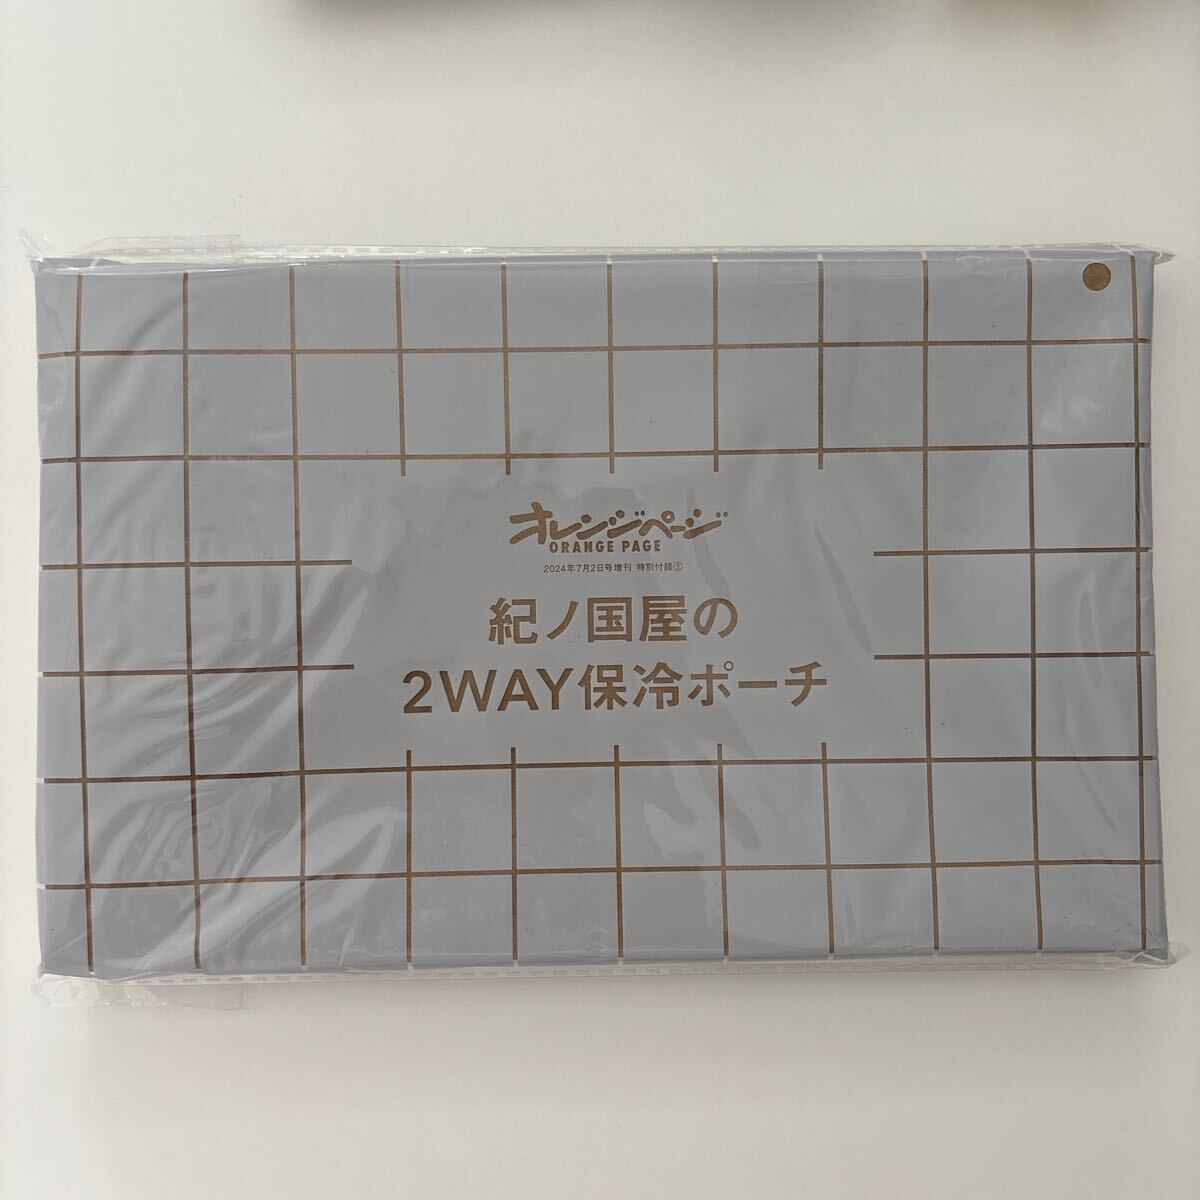 オレンジページ
ORANGE PAGE
2024年7月2日号増刊 特別付録②
紀ノ国屋の
2WAY保冷ポーチ